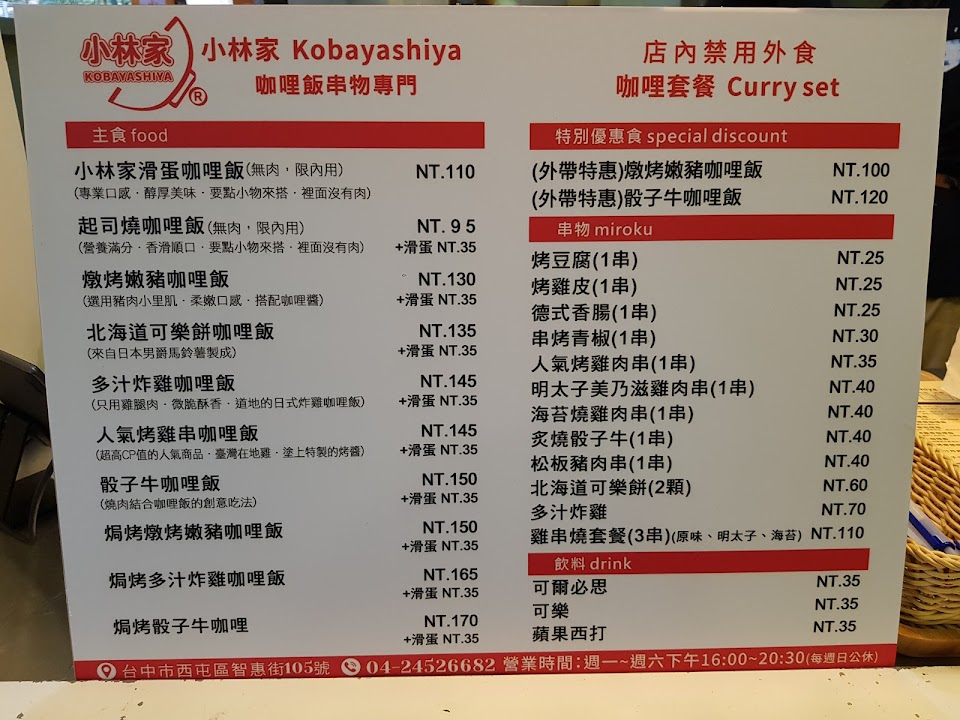 小林家
KOBAYASHIYA
®
小林家 Kobayashiya
咖哩飯串物專門
主食 food
小林家滑蛋咖哩飯(無肉，限內用) NT.110
(專業口感．醇厚美味．要點小物來搭．裡面沒有肉)
起司燒咖哩飯(無肉，限內用) NT. 9 5
(營養滿分．香滑順口．要點小物來搭．裡面沒有肉) +滑蛋 NT.35
燉烤嫩豬咖哩飯 NT.130
(選用豬肉小里肌．柔嫩口感．搭配咖哩醬) +滑蛋 NT.35
北海道可樂餅咖哩飯 NT.135
(來自日本男爵馬鈴薯製成) +滑蛋 NT.35
多汁炸雞咖哩飯 NT.145
(只用雞腿肉．微脆酥香．道地的日式炸雞咖哩飯) +滑蛋 NT.35
人氣烤雞串咖哩飯 NT.145
(超高CP值的人氣商品．臺灣在地雞．塗上特製的烤醬) +滑蛋 NT.35
骰子牛咖哩飯 NT.150
(燒肉結合咖哩飯的創意吃法) +滑蛋 NT.35
焗烤燉烤嫩豬咖哩飯 NT.150
+滑蛋 NT.35
焗烤多汁炸雞咖哩飯 NT.165
+滑蛋 NT.35
焗烤骰子牛咖哩 NT.170
+滑蛋 NT.35
店內禁用外食
咖哩套餐 Curry set
特別優惠食 special discount
(外帶特惠)燉烤嫩豬咖哩飯 NT.100
(外帶特惠)骰子牛咖哩飯 NT.120
串物 miroku
烤豆腐(1串) NT.25
烤雞皮(1串) NT.25
德式香腸(1串) NT.25
串烤青椒(1串) NT.30
人氣烤雞肉串(1串) NT.35
明太子美乃滋雞肉串(1串) NT.40
海苔燒雞肉串(1串) NT.40
炙燒骰子牛(1串) NT.40
松板豬肉串(1串) NT.40
北海道可樂餅(2顆) NT.60
多汁炸雞 NT.70
雞串燒套餐(3串)(原味、明太子、海苔) NT.110
飲料 drink
可爾必思 NT.35
可樂 NT.35
蘋果西打 NT.35
台中市西屯區智惠街105號 04-24526682 營業時間：週一~週六下午16:00~20:30(每週日公休)